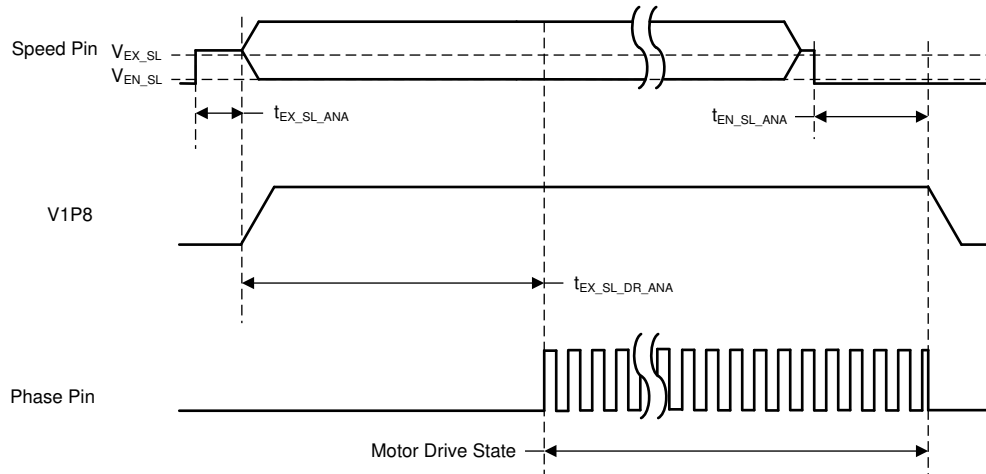 Speed Pin
V_EX_SL
V_EN_SL
t_EX_SL_ANA
t_EN_SL_ANA
V1P8
t_EX_SL_DR_ANA
Phase Pin
Motor Drive State